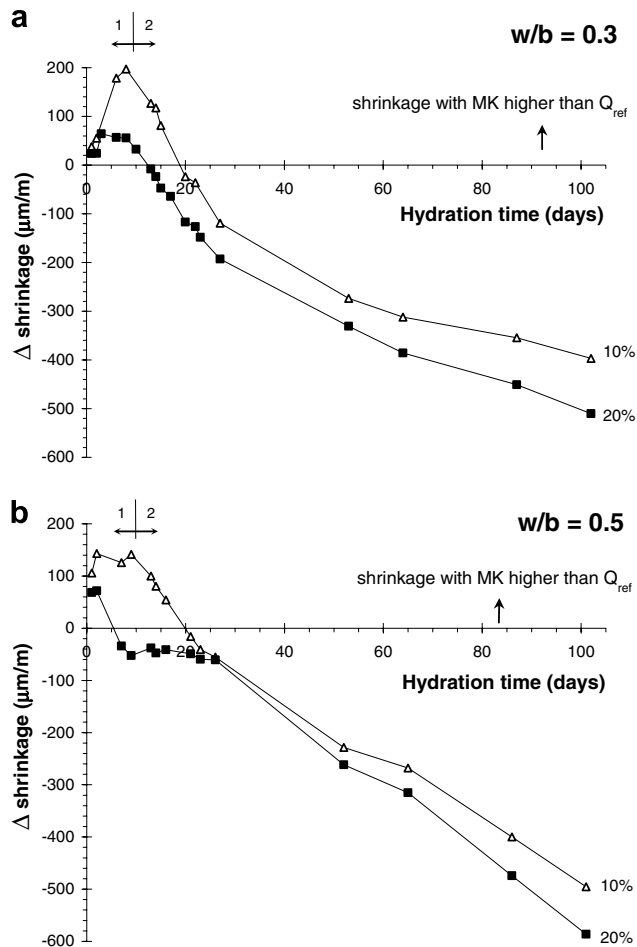 a
1 2
w/b = 0.3
200
shrinkage with MK higher than Qref
100
0
0 20 40 60 80 100
Hydration time (days)
-100
-200
-300
-400
-500
-600
Δ shrinkage (µm/m)
10%
20%
b
1 2
w/b = 0.5
200
shrinkage with MK higher than Qref
100
0
0 20 40 60 80 100
Hydration time (days)
-100
-200
-300
-400
-500
-600
Δ shrinkage (µm/m)
10%
20%